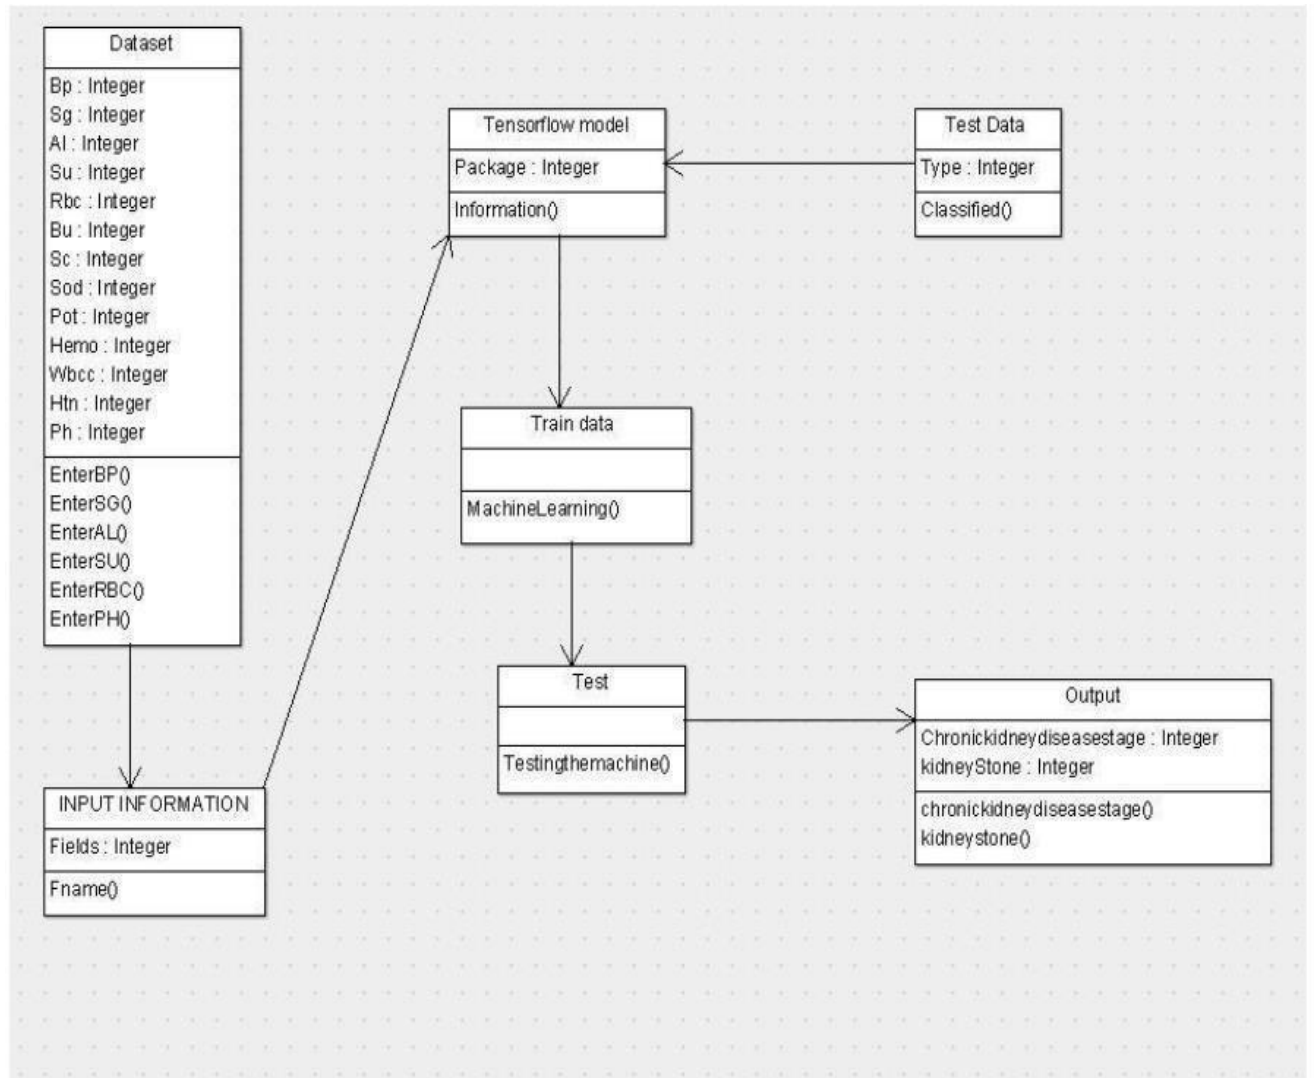 Dataset
Bp : Integer
Sg : Integer
Al : Integer
Su : Integer
Rbc : Integer
Bu : Integer
Sc : Integer
Sod : Integer
Pot : Integer
Hemo : Integer
Wbcc : Integer
Htn : Integer
Ph : Integer
EnterBP()
EnterSG()
EnterAL()
EnterSU()
EnterRBC()
EnterPH()
INPUT INFORMATION
Fields : Integer
Fname()
Tensorflow model
Package : Integer
Information()
Test Data
Type : Integer
Classified()
Train data
MachineLearning()
Test
Testingthemachine()
Output
Chronickidneydiseasestage : Integer
kidneyStone : Integer
chronickidneydiseasestage()
kidneystone()